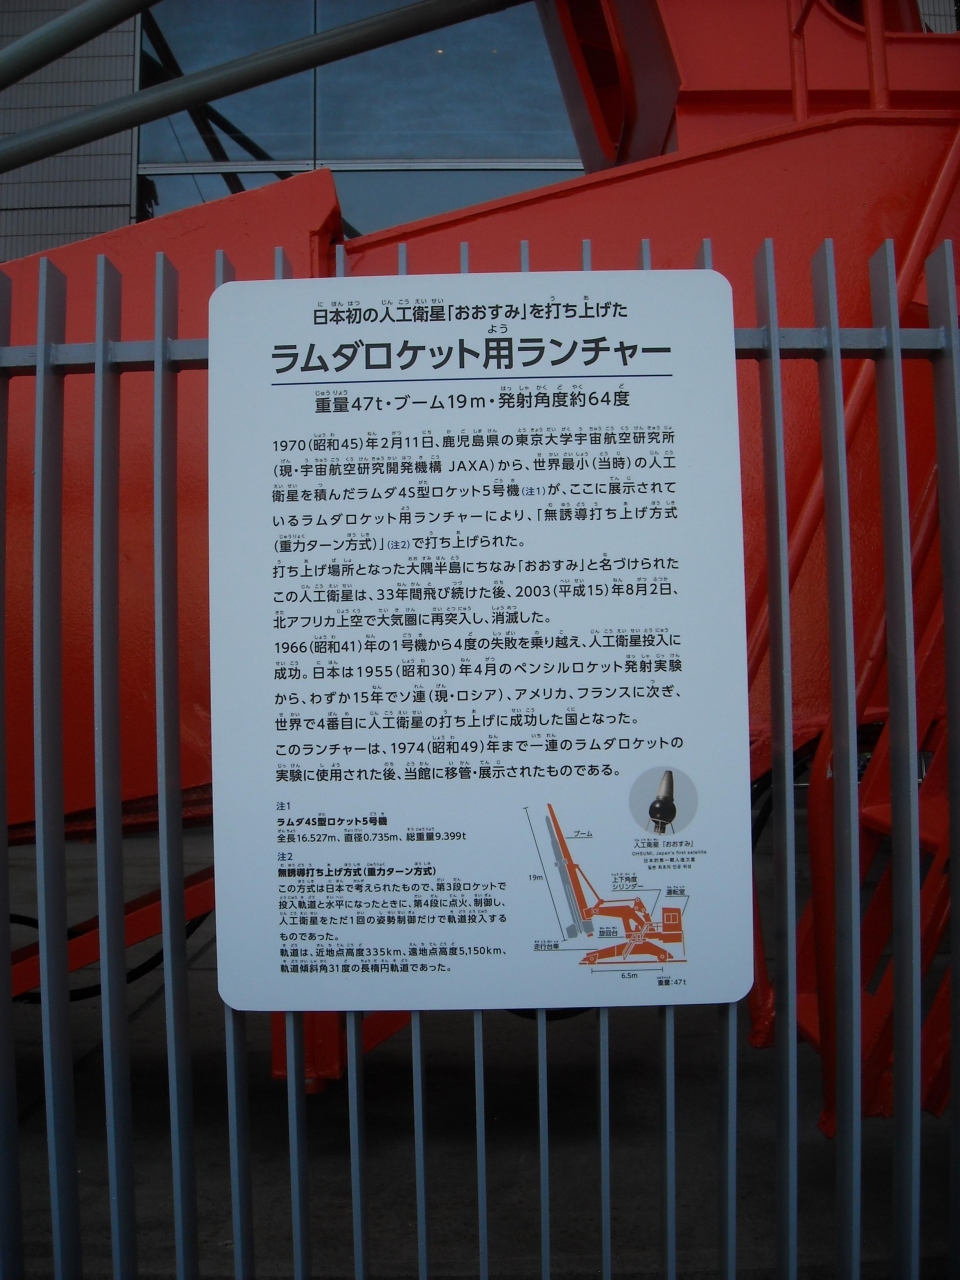 日本初の人工衛星「おおすみ」を打ち上げた
ラムダロケット用ランチャー
重量47t・ブーム19m・発射角度約64度
1970(昭和45)年2月11日、鹿児島県の東京大学宇宙航空研究所
(現・宇宙航空研究開発機構 JAXA)から、世界最小(当時)の人工
衛星を積んだラムダ4S型ロケット5号機(注1)が、ここに展示されて
いるラムダロケット用ランチャーにより、「無誘導打ち上げ方式
(重力ターン方式)」(注2)で打ち上げられた。
打ち上げ場所となった大隅半島にちなみ「おおすみ」と名づけられた
この人工衛星は、33年間飛び続けた後、2003(平成15)年8月2日、
北アフリカ上空で大気圏に再突入し、消滅した。
1966(昭和41)年の1号機から4度の失敗を乗り越え、人工衛星投入に
成功。日本は1955(昭和30)年4月のペンシルロケット発射実験
から、わずか15年でソ連(現・ロシア)、アメリカ、フランスに次ぎ、
世界で4番目に人工衛星の打ち上げに成功した国となった。
このランチャーは、1974(昭和49)年まで一連のラムダロケットの
実験に使用された後、当館に移管・展示されたものである。
注1
ラムダ4S型ロケット5号機
全長16.527m、直径0.735m、総重量9.399t
注2
無誘導打ち上げ方式(重力ターン方式)
この方式は日本で考えられたもので、第3段ロケットで
投入軌道と水平になったときに、第4段に点火、制御し、
人工衛星をただ1回の姿勢制御だけで軌道投入する
ものであった。
軌道は、近地点高度335km、遠地点高度5,150km、
軌道傾斜角31度の長楕円軌道であった。
人工衛星「おおすみ」
OHSUMI, Japan's first satellite
日本的第一颗人造卫星
일본 최초의 인공 위성
ブーム
19m
上下角度
シリンダー
運転室
旋回台
走行台車
6.5m
重量:47t